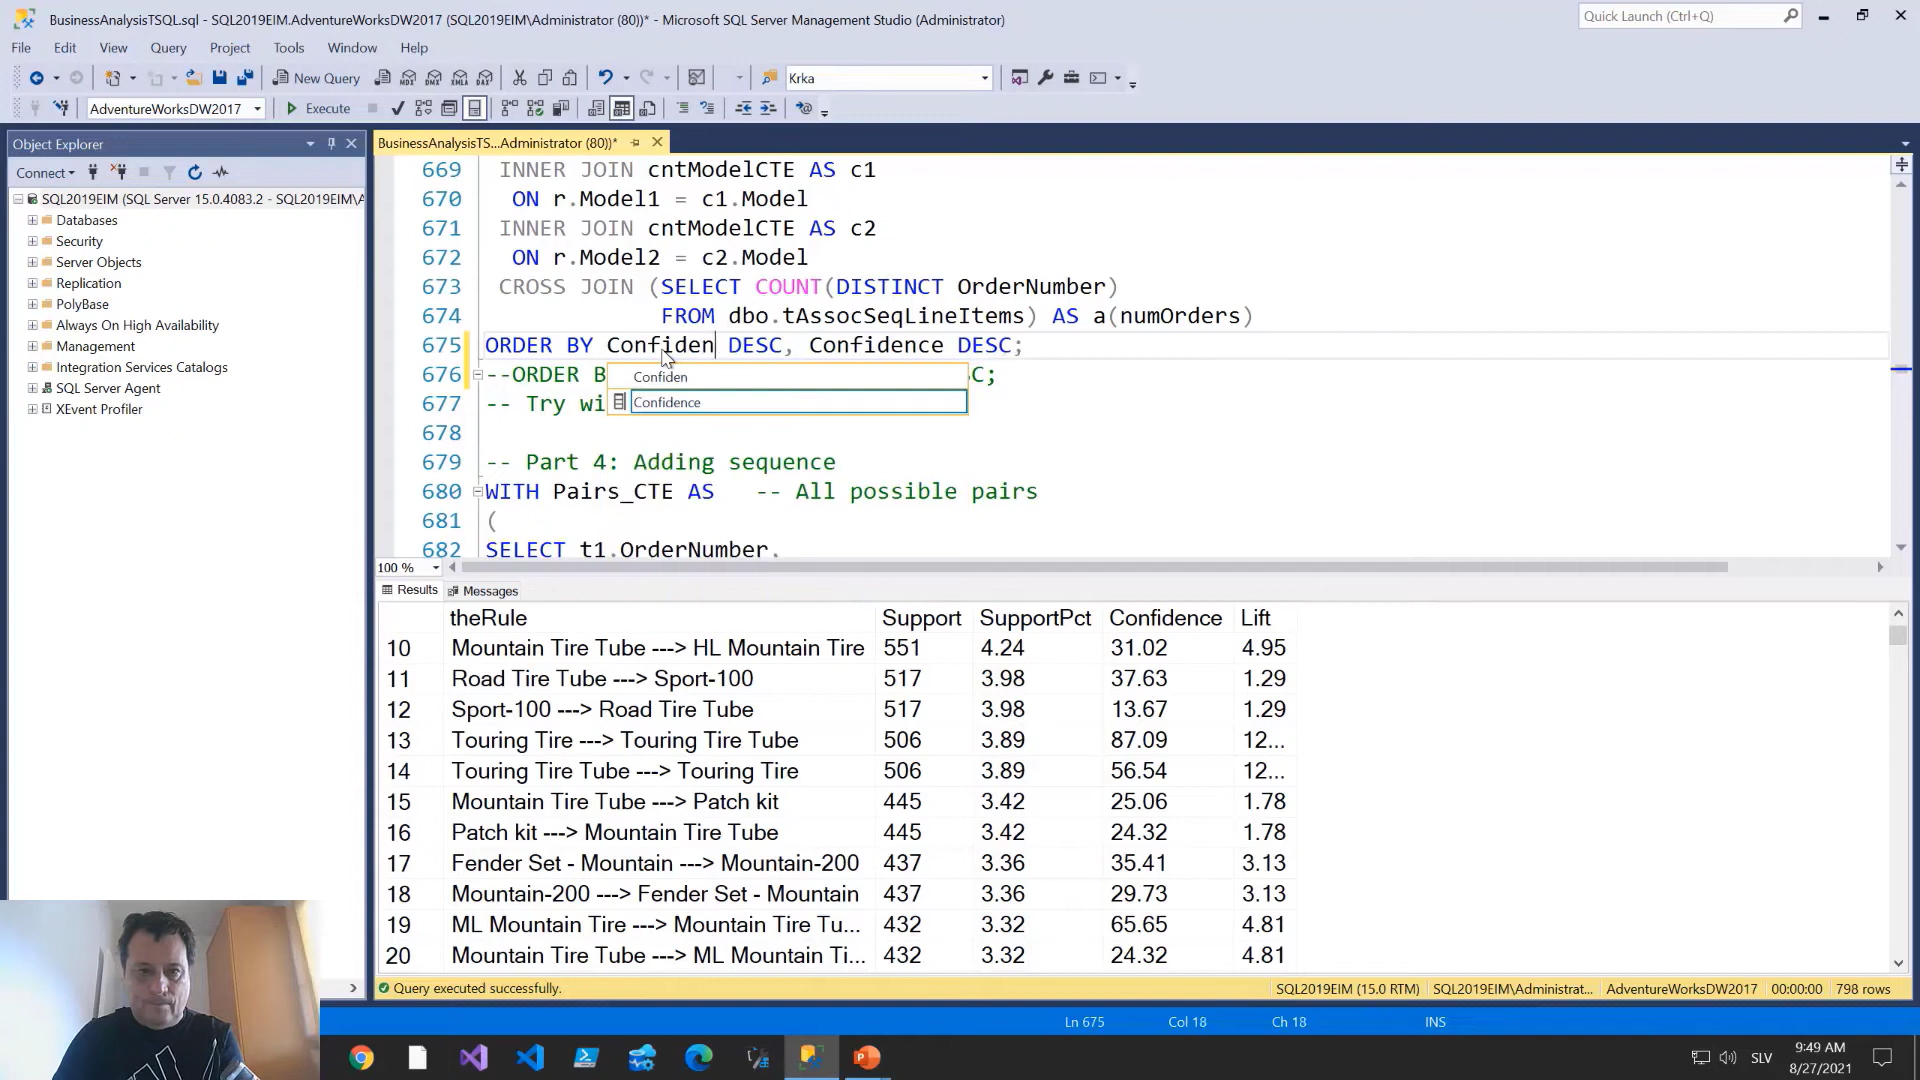 BusinessAnalysisTSQL.sql - SQL2019EIM.AdventureWorksDW2017 (SQL2019EIM\Administrator (80))* - Microsoft SQL Server Management Studio (Administrator)
Quick Launch (Ctrl+Q)
File Edit View Query Project Tools Window Help
New Query
MDX DMX XMLA DAX
Krka
AdventureWorksDW2017
Execute
Object Explorer
BusinessAnalysisTS...Administrator (80))*
Connect
SQL2019EIM (SQL Server 15.0.4083.2 - SQL2019EIM\A
Databases
Security
Server Objects
Replication
PolyBase
Always On High Availability
Management
Integration Services Catalogs
SQL Server Agent
XEvent Profiler
669 INNER JOIN cntModelCTE AS c1
670 ON r.Model1 = c1.Model
671 INNER JOIN cntModelCTE AS c2
672 ON r.Model2 = c2.Model
673 CROSS JOIN (SELECT COUNT(DISTINCT OrderNumber)
674 FROM dbo.tAssocSeqLineItems) AS a(numOrders)
675 ORDER BY Confiden DESC, Confidence DESC;
676 --ORDER B C;
Confiden
677 -- Try wi
Confidence
678
679 -- Part 4: Adding sequence
680 WITH Pairs_CTE AS -- All possible pairs
681 (
682 SELECT t1.OrderNumber,
100 %
Results Messages
theRule Support SupportPct Confidence Lift
10 Mountain Tire Tube ---> HL Mountain Tire 551 4.24 31.02 4.95
11 Road Tire Tube ---> Sport-100 517 3.98 37.63 1.29
12 Sport-100 ---> Road Tire Tube 517 3.98 13.67 1.29
13 Touring Tire ---> Touring Tire Tube 506 3.89 87.09 12...
14 Touring Tire Tube ---> Touring Tire 506 3.89 56.54 12...
15 Mountain Tire Tube ---> Patch kit 445 3.42 25.06 1.78
16 Patch kit ---> Mountain Tire Tube 445 3.42 24.32 1.78
17 Fender Set - Mountain ---> Mountain-200 437 3.36 35.41 3.13
18 Mountain-200 ---> Fender Set - Mountain 437 3.36 29.73 3.13
19 ML Mountain Tire ---> Mountain Tire Tu... 432 3.32 65.65 4.81
20 Mountain Tire Tube ---> ML Mountain Ti... 432 3.32 24.32 4.81
Query executed successfully.
SQL2019EIM (15.0 RTM) SQL2019EIM\Administrat... AdventureWorksDW2017 00:00:00 798 rows
Ln 675 Col 18 Ch 18 INS
SLV
9:49 AM
8/27/2021